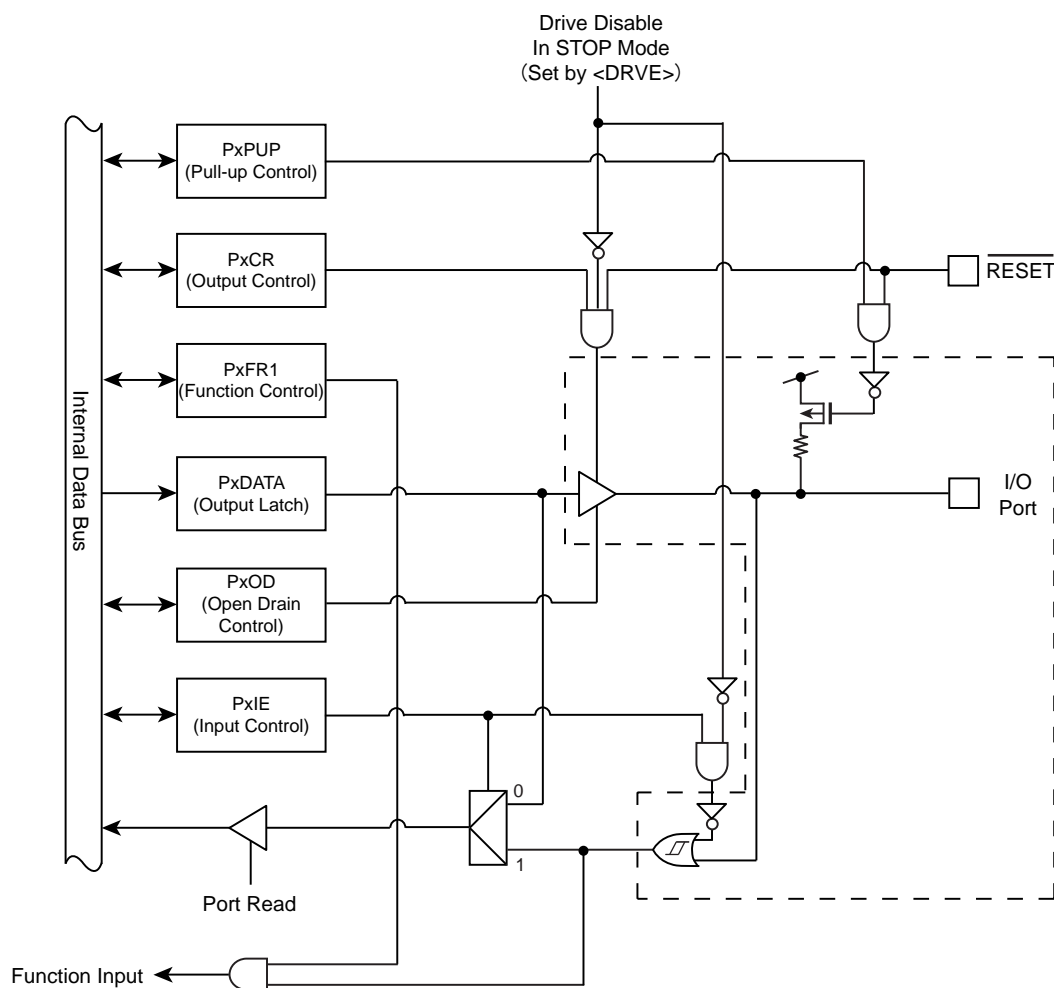 Drive Disable
In STOP Mode
(Set by <DRVE>)
PxPUP
(Pull-up Control)
PxCR
(Output Control)
RESET
PxFR1
(Function Control)
Internal Data Bus
PxDATA
(Output Latch)
I/O
Port
PxOD
(Open Drain
Control)
PxIE
(Input Control)
0
1
Port Read
Function Input